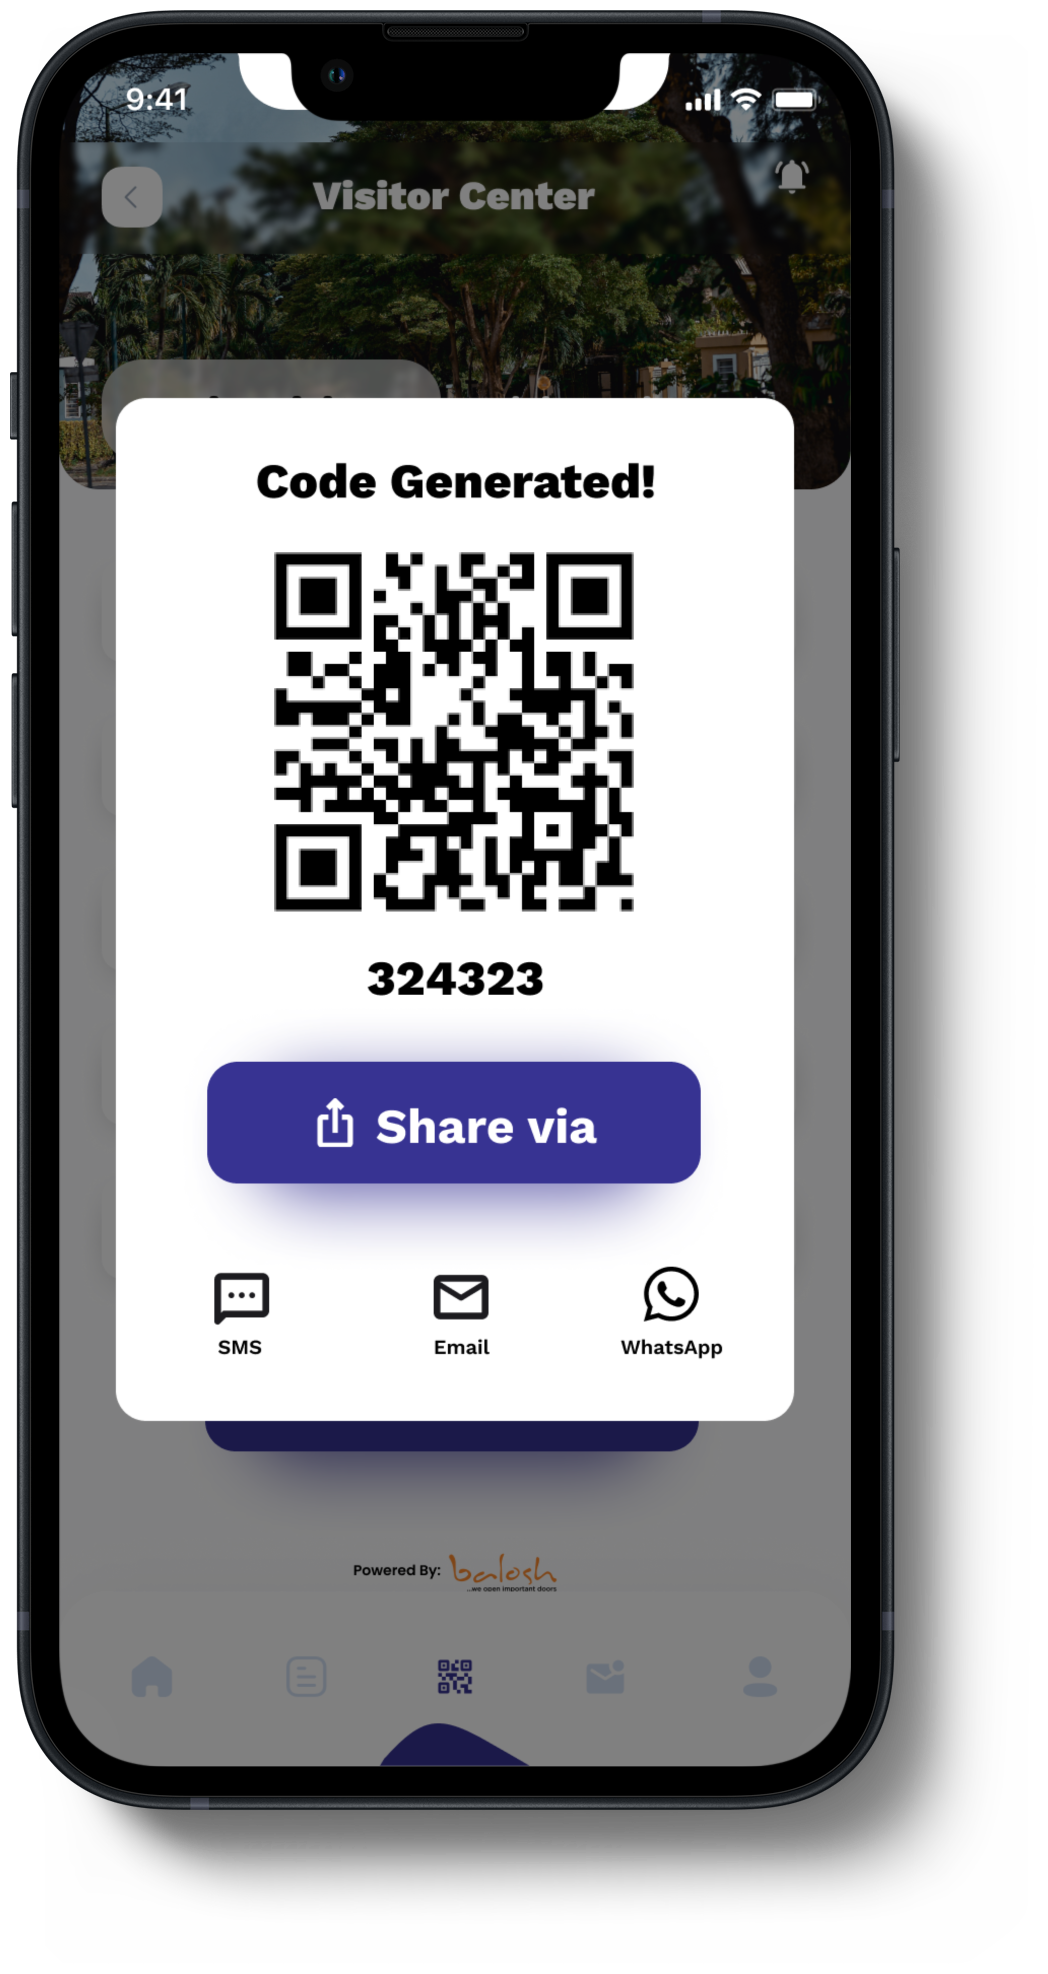 9:41
Visitor Center
Code Generated!
324323
Share via
SMS
Email
WhatsApp
Powered By: balosh
...we open important doors